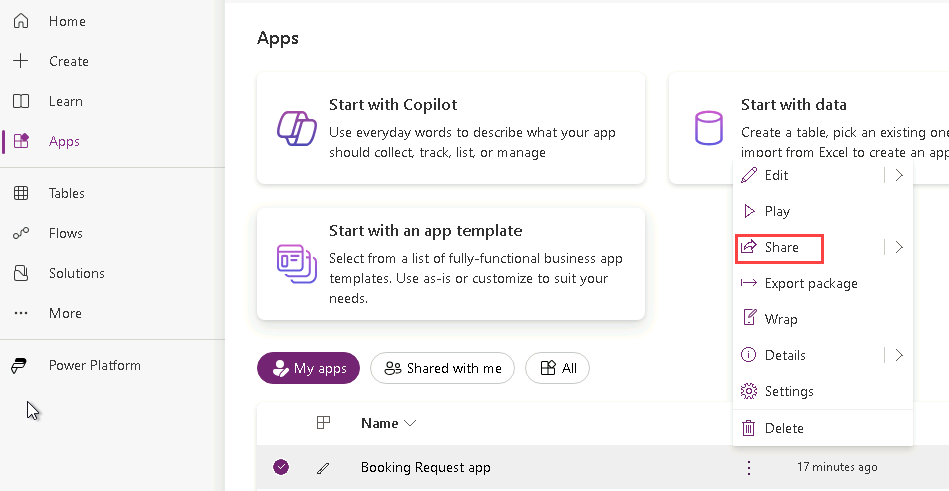 Home
Create
Learn
Apps
Tables
Flows
Solutions
More
Power Platform
Apps
Start with Copilot
Use everyday words to describe what your app
should collect, track, list, or manage
Start with data
Create a table, pick an existing one
import from Excel to create an app
Start with an app template
Select from a list of fully-functional business app
templates. Use as-is or customize to suit your
needs.
Edit
Play
Share
Export package
Wrap
Details
Settings
Delete
My apps
Shared with me
All
Name
Booking Request app
17 minutes ago